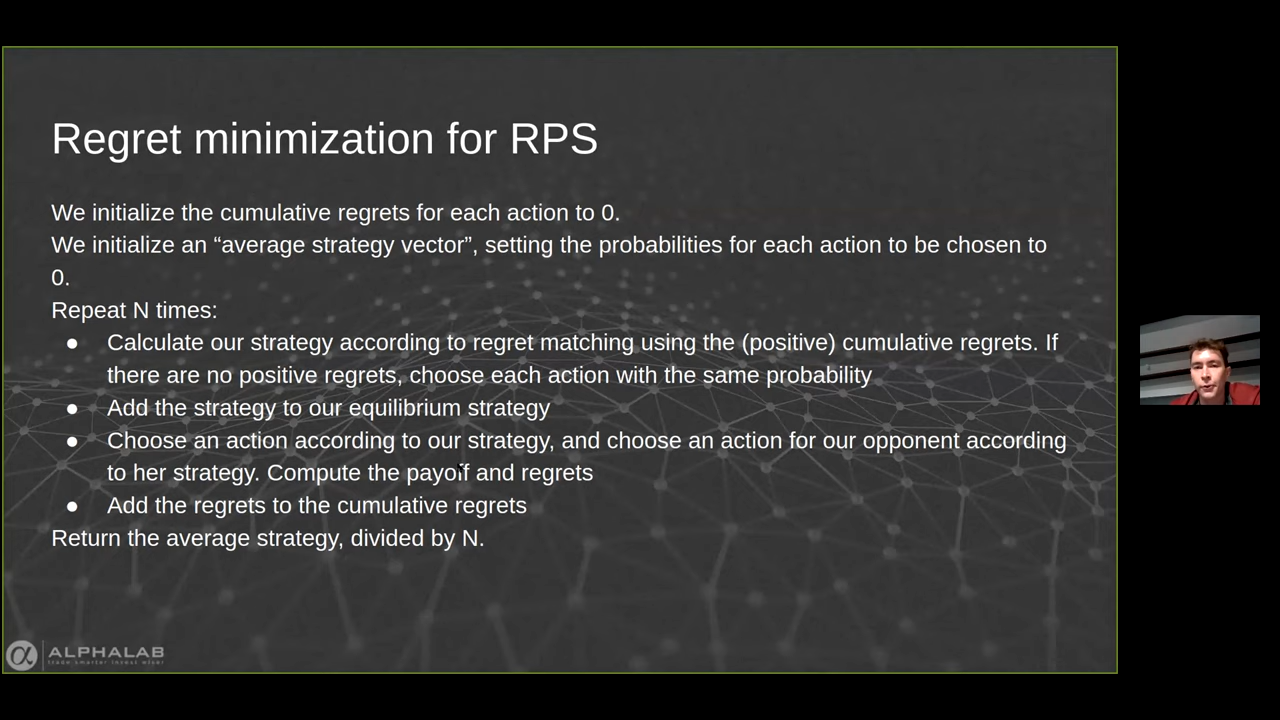 Regret minimization for RPS
We initialize the cumulative regrets for each action to 0.
We initialize an “average strategy vector”, setting the probabilities for each action to be chosen to
0.
Repeat N times:
● Calculate our strategy according to regret matching using the (positive) cumulative regrets. If
there are no positive regrets, choose each action with the same probability
● Add the strategy to our equilibrium strategy
● Choose an action according to our strategy, and choose an action for our opponent according
to her strategy. Compute the payoff and regrets
● Add the regrets to the cumulative regrets
Return the average strategy, divided by N.
α ALPHALAB
trade smarter invest wiser